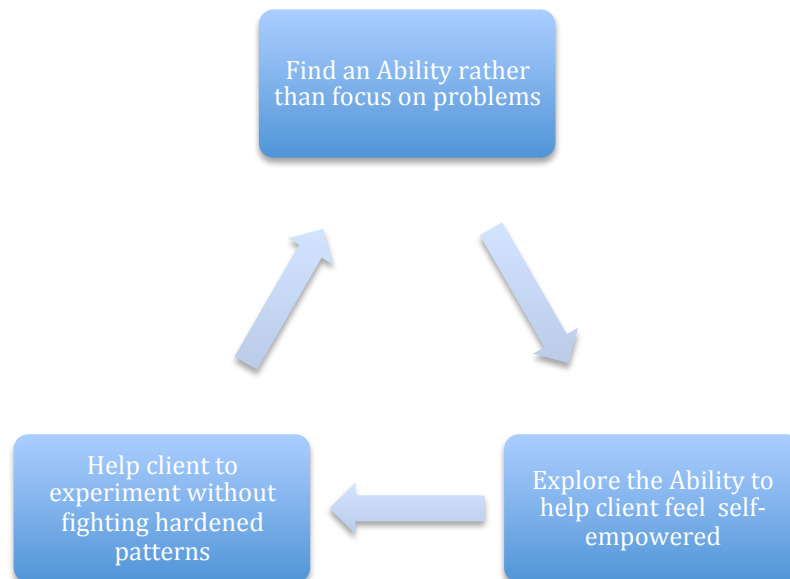 Find an Ability rather
than focus on problems
Explore the Ability to
help client feel  self-
empowered
Help client to
experiment without
fighting hardened
patterns